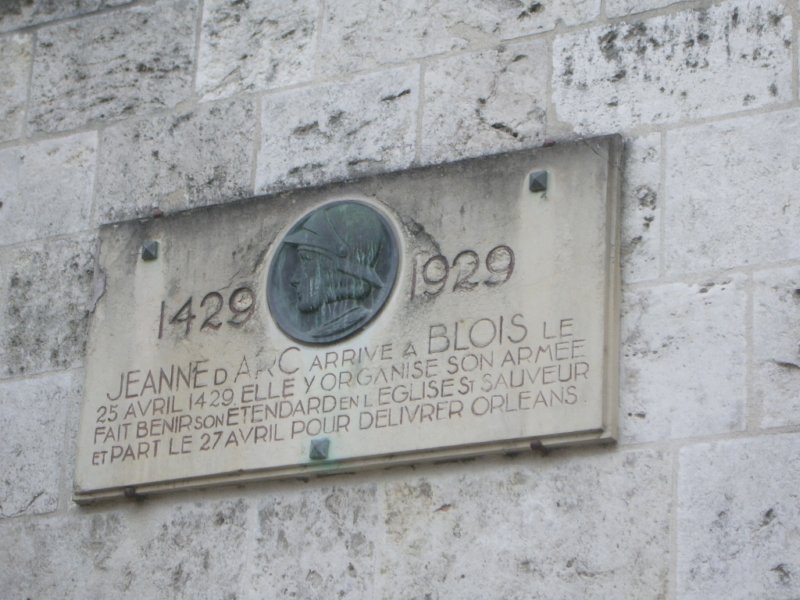 1429 1929
JEANNE D ARC ARRIVE A BLOIS LE
25 AVRIL 1429 ELLE Y ORGANISE SON ARMÉE
FAIT BENIR SON ETENDARD EN L'EGLISE ST SAUVEUR
ET PART LE 27 AVRIL POUR DELIVRER ORLEANS.